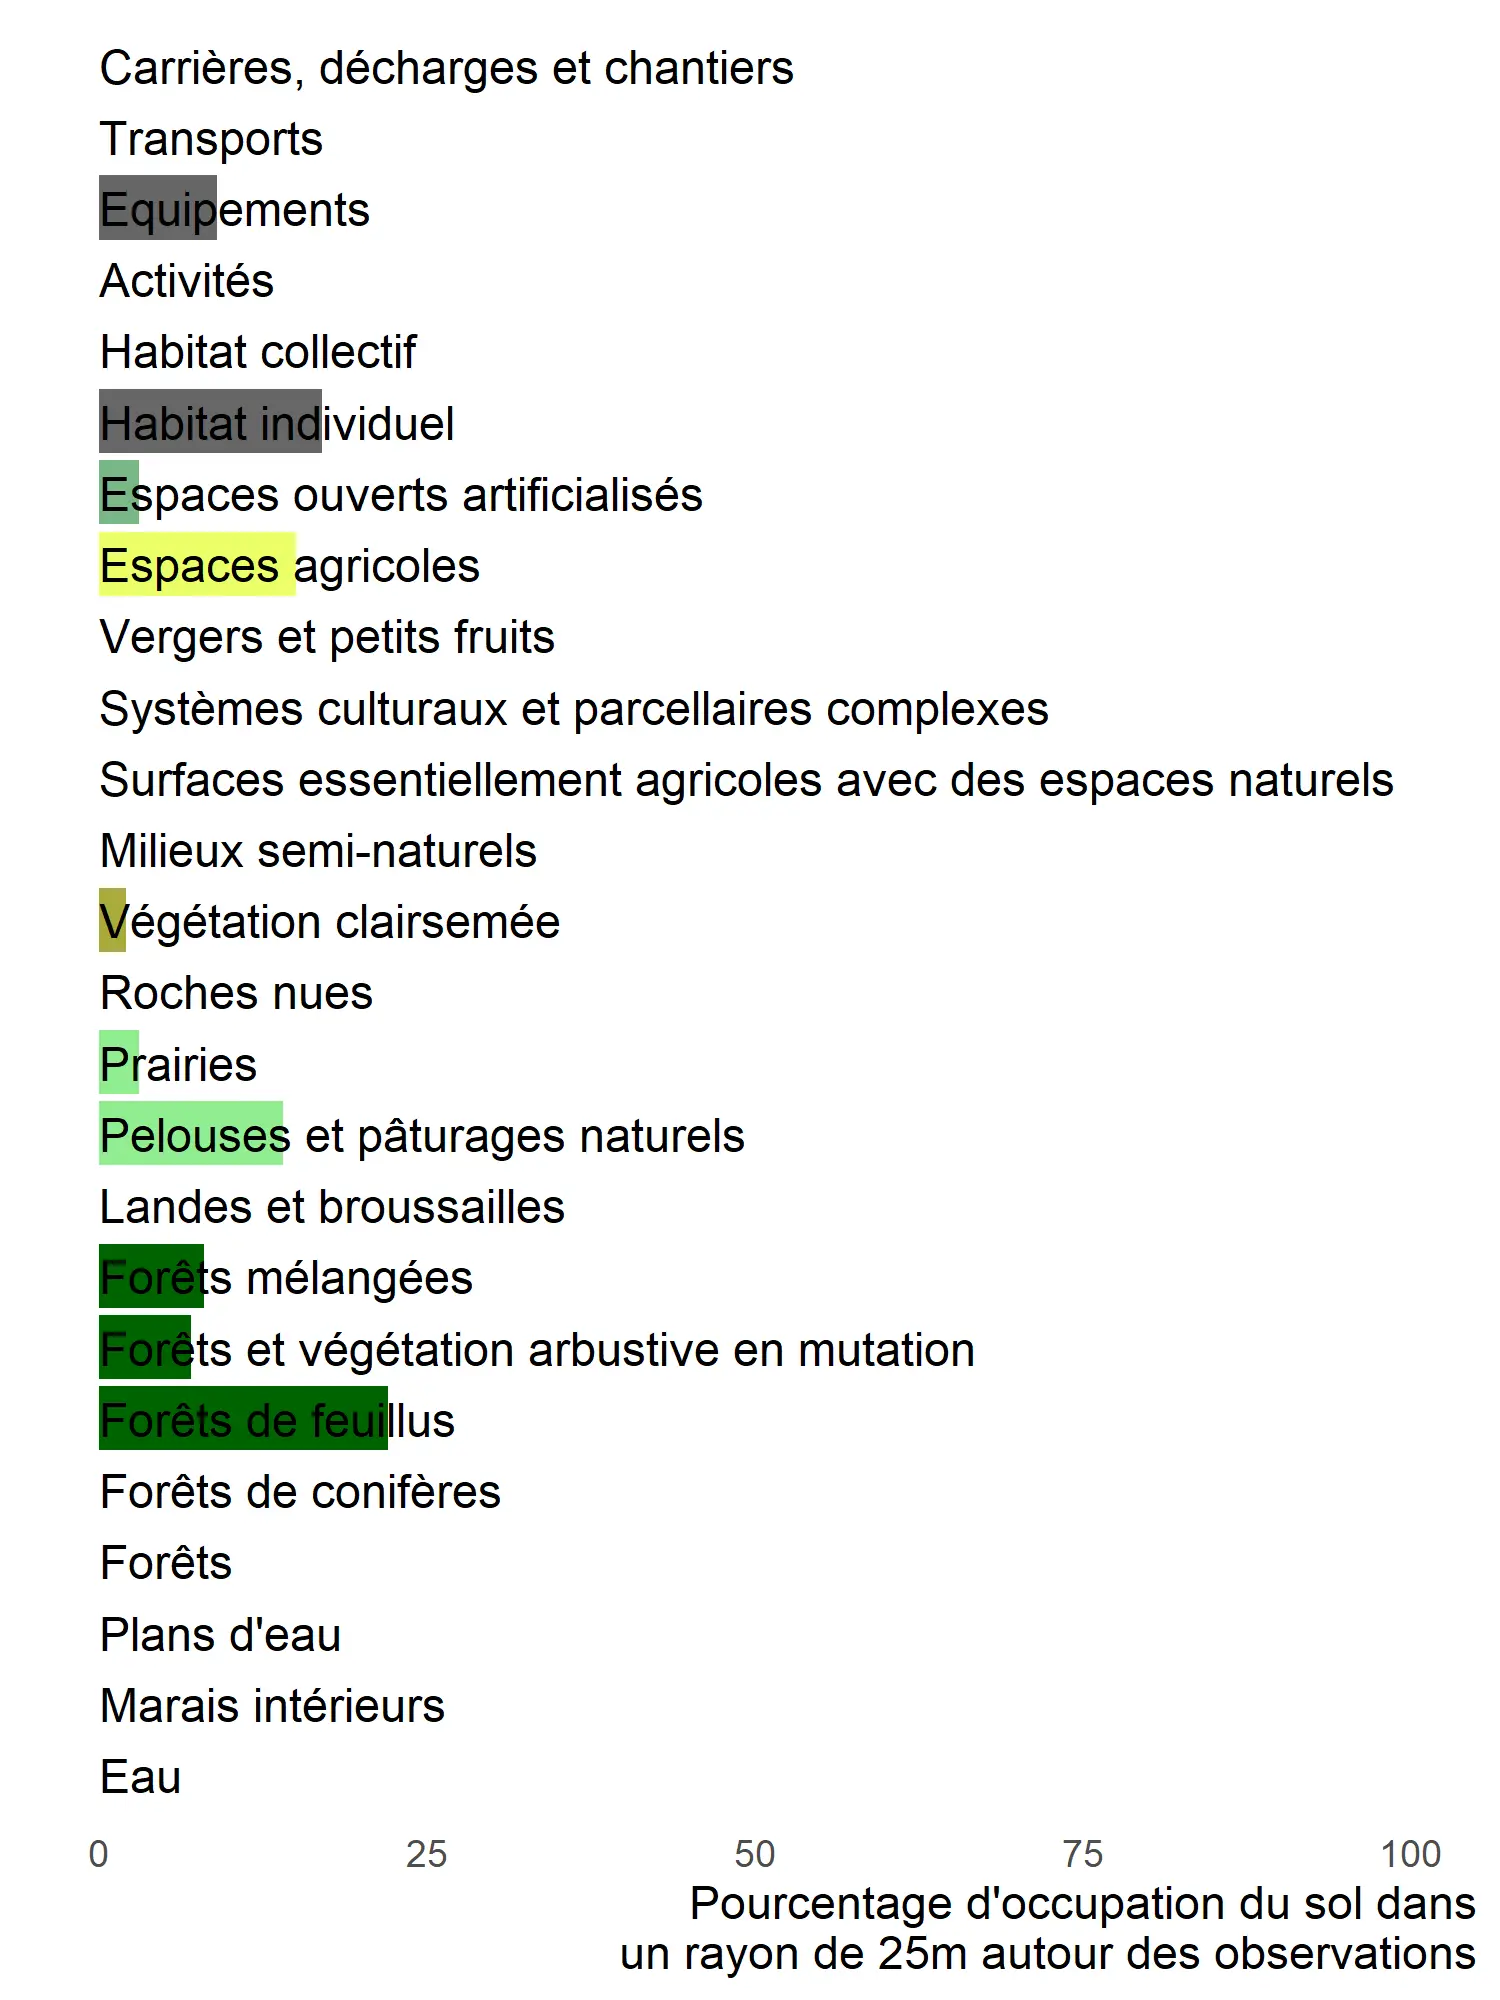 Carrières, décharges et chantiers
Transports
Equipements
Activités
Habitat collectif
Habitat individuel
Espaces ouverts artificialisés
Espaces agricoles
Vergers et petits fruits
Systèmes culturaux et parcellaires complexes
Surfaces essentiellement agricoles avec des espaces naturels
Milieux semi-naturels
Végétation clairsemée
Roches nues
Prairies
Pelouses et pâturages naturels
Landes et broussailles
Forêts mélangées
Forêts et végétation arbustive en mutation
Forêts de feuillus
Forêts de conifères
Forêts
Plans d'eau
Marais intérieurs
Eau
0 25 50 75 100
Pourcentage d'occupation du sol dans
un rayon de 25m autour des observations